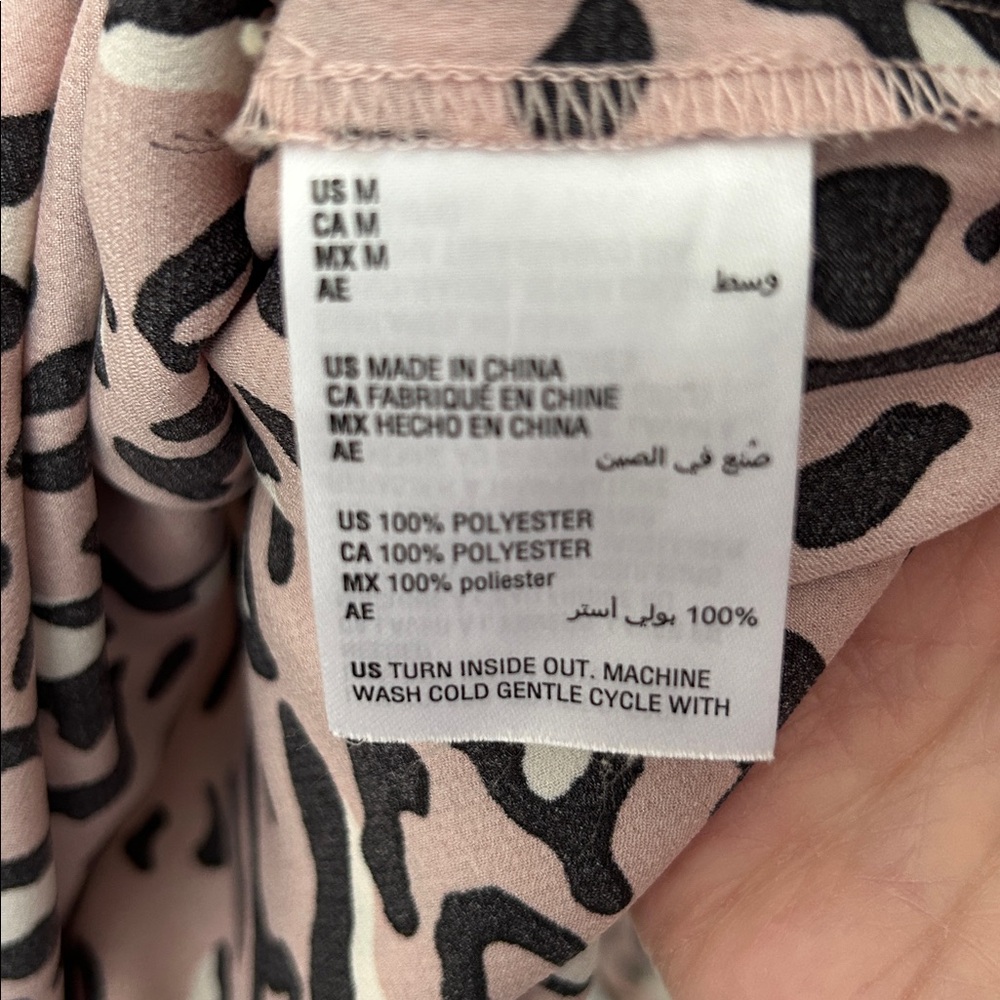 US M
CA M
MX M
AE وسط
US MADE IN CHINA
CA FABRIQUÉ EN CHINE
MX HECHO EN CHINA
AE صُنع في الصين
US 100% POLYESTER
CA 100% POLYESTER
MX 100% poliester
AE 100% بولي أستر
US TURN INSIDE OUT. MACHINE
WASH COLD GENTLE CYCLE WITH